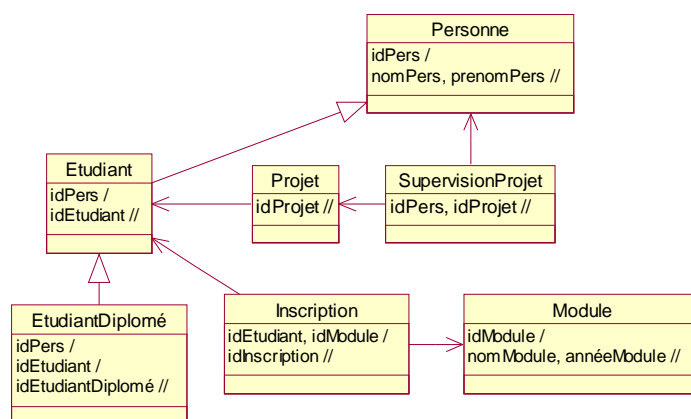 Personne
idPers /
nomPers, prenomPers //
Etudiant
idPers /
idEtudiant //
Projet
idProjet //
SupervisionProjet
idPers, idProjet //
EtudiantDiplomé
idPers /
idEtudiant /
idEtudiantDiplomé //
Inscription
idEtudiant, idModule /
idInscription //
Module
idModule /
nomModule, annéeModule //